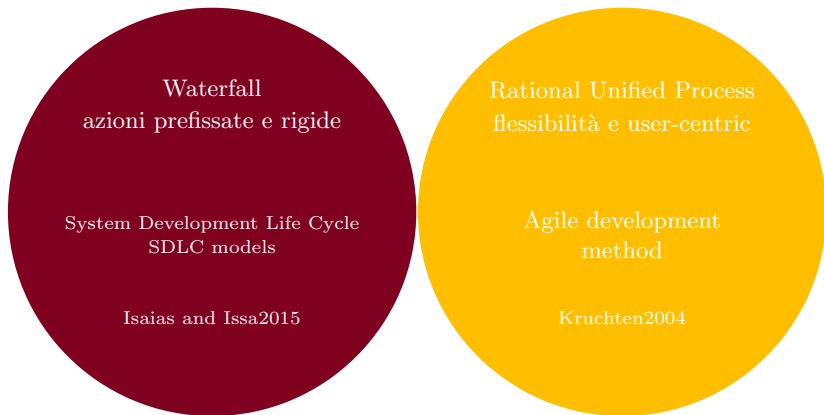 Waterfall
azioni prefissate e rigide
System Development Life Cycle
SDLC models
Isaias and Issa2015
Rational Unified Process
flessibilità e user-centric
Agile development
method
Kruchten2004